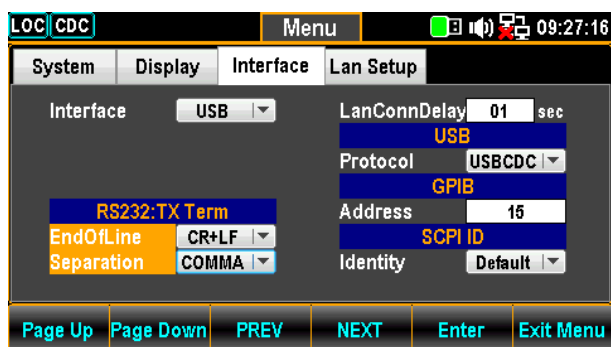 LOC CDC Menu 09:27:16
System Display Interface Lan Setup
Interface USB
LanConnDelay 01 sec
USB
Protocol USBCDC
GPIB
RS232:TX Term
Address 15
EndOfLine CR+LF
SCPI ID
Separation COMMA
Identity Default
Page Up Page Down PREV NEXT Enter Exit Menu